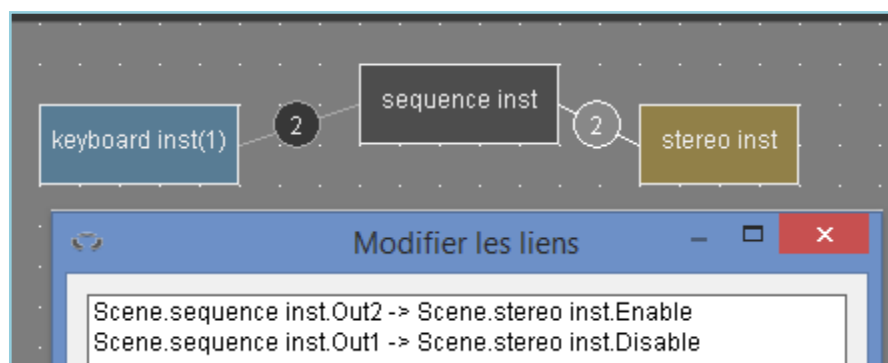 sequence inst
keyboard inst(1)
2
2
stereo inst
Modifier les liens
Scene.sequence inst.Out2 -> Scene.stereo inst.Enable
Scene.sequence inst.Out1 -> Scene.stereo inst.Disable